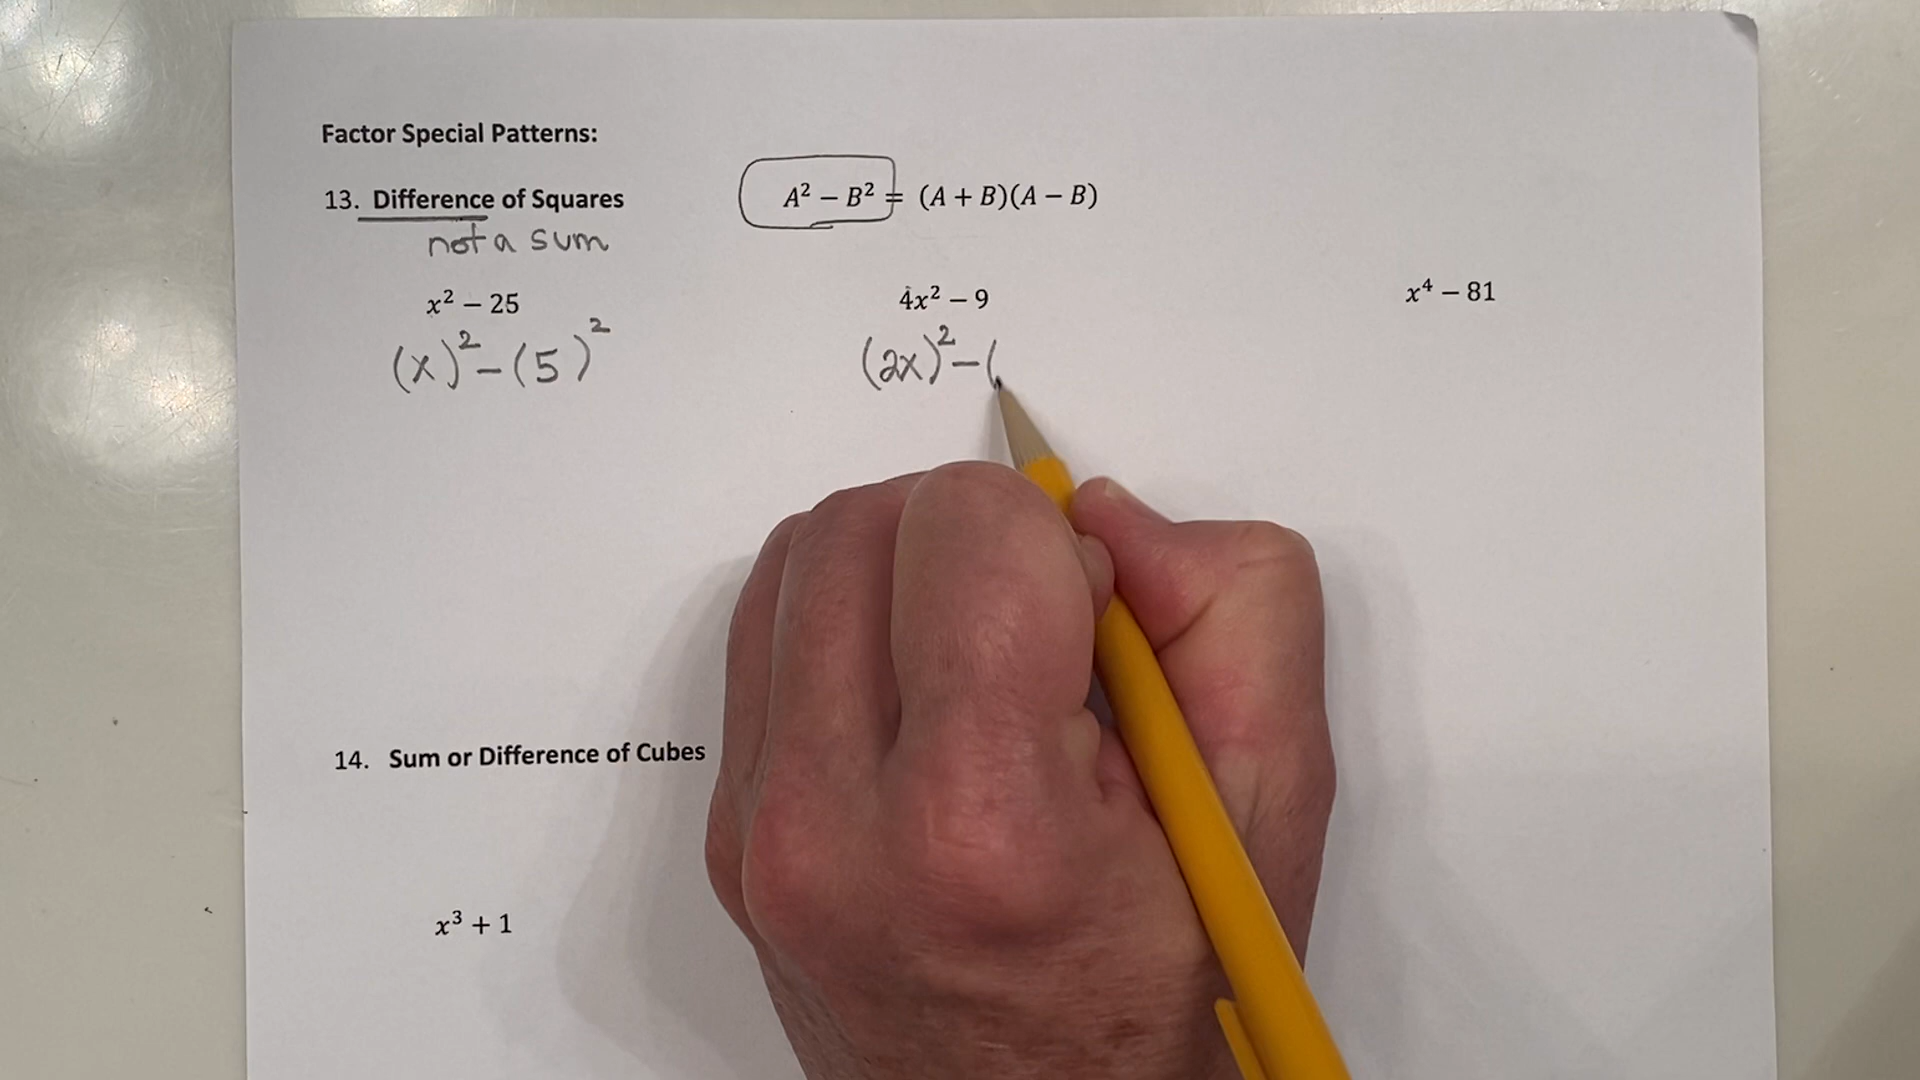 Factor Special Patterns:
13. Difference of Squares A² − B² = (A + B)(A − B)
not a sum
x² − 25 4x² − 9 x⁴ − 81
(x)² − (5)² (2x)² − (
14. Sum or Difference of Cubes
x³ + 1